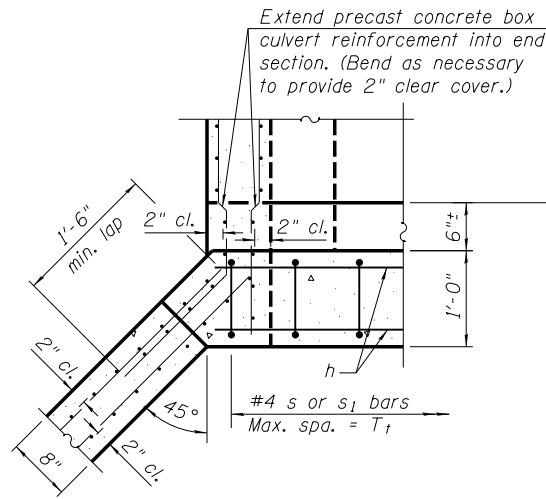 Extend precast concrete box
culvert reinforcement into end
section. (Bend as necessary
to provide 2" clear cover.)
1'-6"
min. lap
2" cl.
2" cl.
6"±
1'-0"
2" cl.
h
#4 s or s1 bars
Max. spa. = Tt
45°
8"
2" cl.